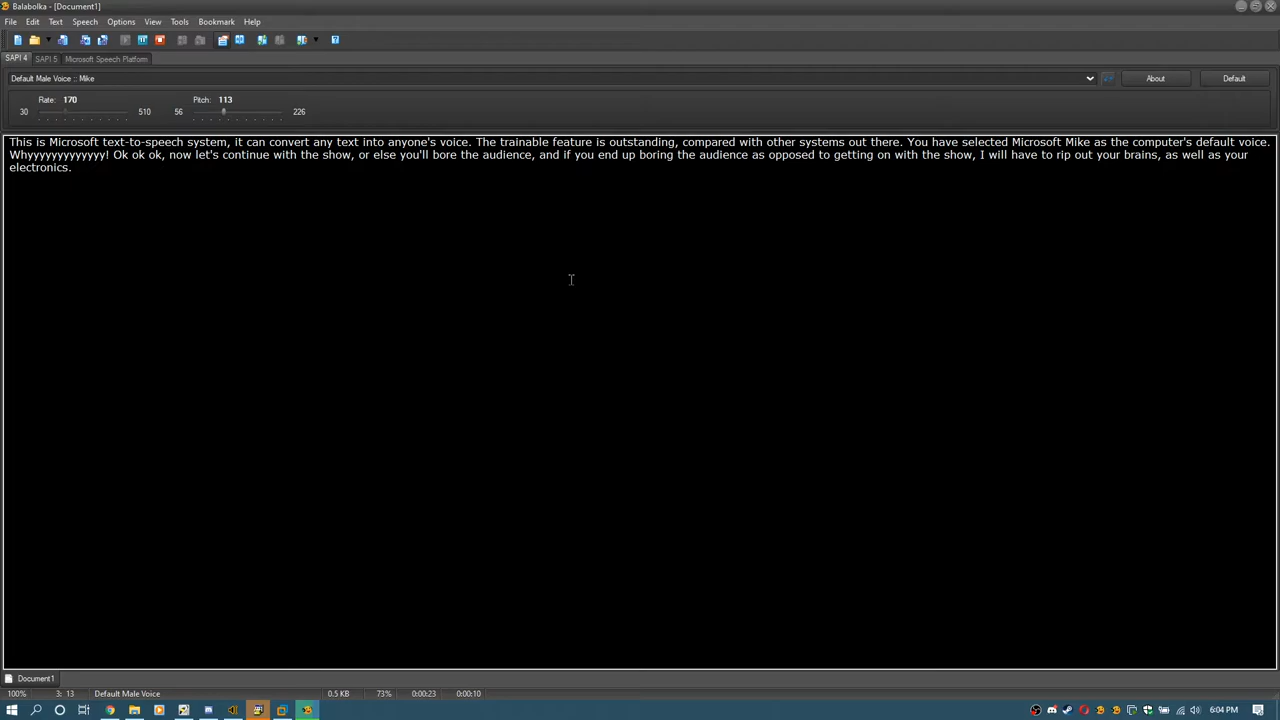 Balabolka - [Document1]
File Edit Text Speech Options View Tools Bookmark Help
SAPI 4 SAPI 5 Microsoft Speech Platform
Default Male Voice :: Mike About Default
Rate: 170 Pitch: 113
30 510 56 226
This is Microsoft text-to-speech system, it can convert any text into anyone's voice. The trainable feature is outstanding, compared with other systems out there. You have selected Microsoft Mike as the computer's default voice.
Whyyyyyyyyyyyyy! Ok ok ok, now let's continue with the show, or else you'll bore the audience, and if you end up boring the audience as opposed to getting on with the show, I will have to rip out your brains, as well as your
electronics.
Document1
100% 3: 13 Default Male Voice 0.5 KB 73% 0:00:23 0:00:10
6:04 PM